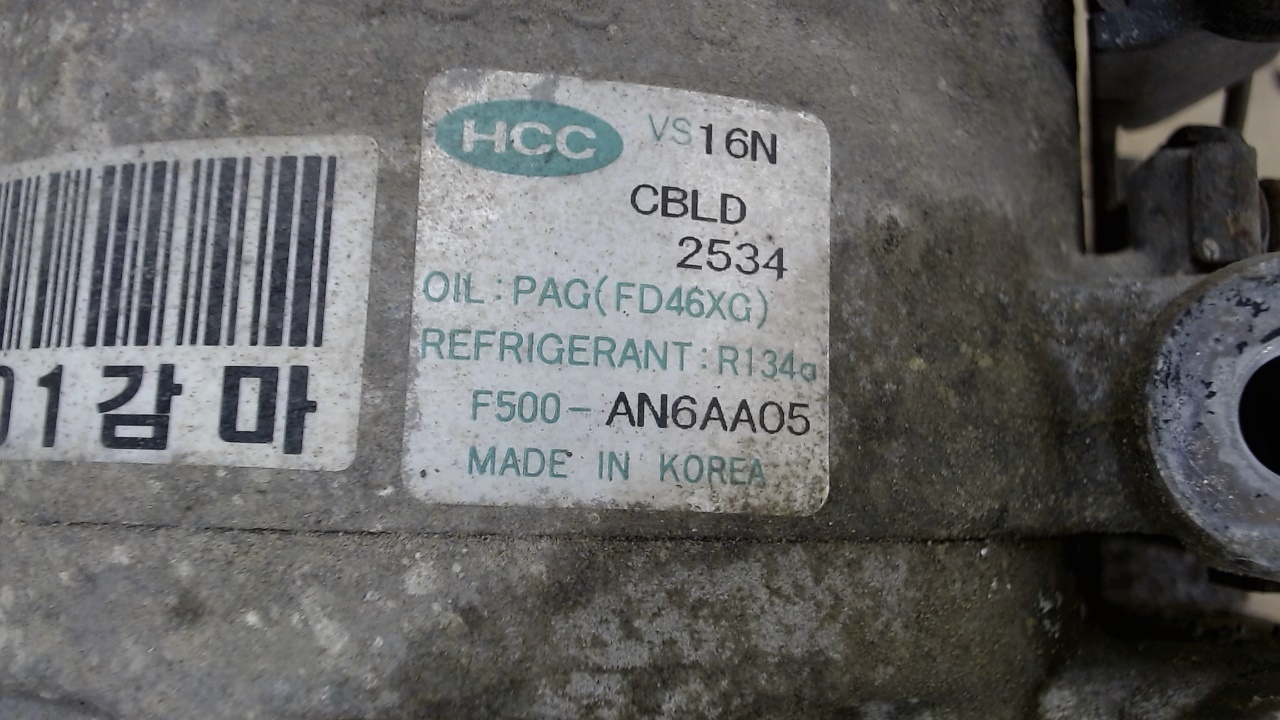 HCC VS16N
CBLD
2534
OIL:PAG(FD46XG)
REFRIGERANT:R134a
F500-AN6AA05
MADE IN KOREA
01감마